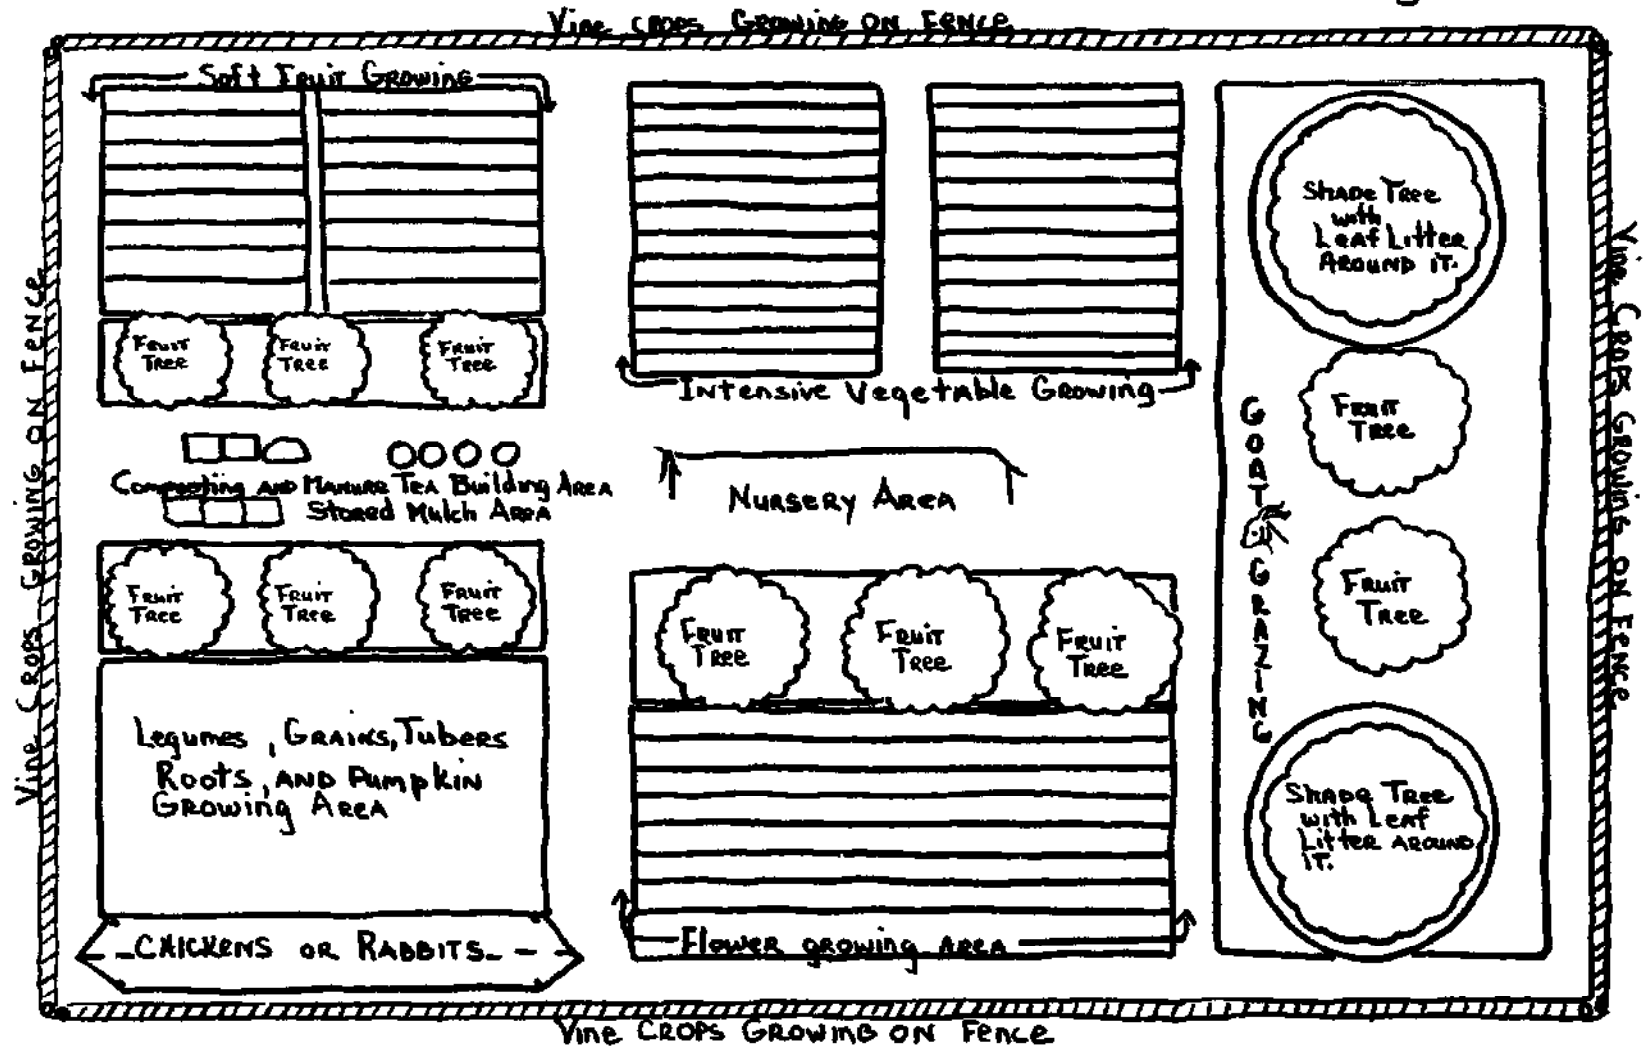 Vine CROPS GROWING ON FENCE
Soft FRUIT GROWING
FRUIT
TREE
FRUIT
TREE
FRUIT
TREE
Composting AND MANURE TEA Building AREA
Stored Mulch AREA
FRUIT
TREE
FRUIT
TREE
FRUIT
TREE
Legumes, GRAINS, Tubers
Roots, AND Pumpkin
GROWING AREA
CHICKENS OR RABBITS
Intensive Vegetable GROWING
NURSERY AREA
FRUIT
TREE
FRUIT
TREE
FRUIT
TREE
Flower growing AREA
SHADE TREE
with
Leaf Litter
AROUND IT.
FRUIT
TREE
GOAT GRAZING
FRUIT
TREE
SHADE TREE
with Leaf
Litter AROUND
IT.
Vine CROPS GROWING ON FENCE
Vine CROPS GROWING ON FENCE
Vine CROPS GROWING ON FENCE